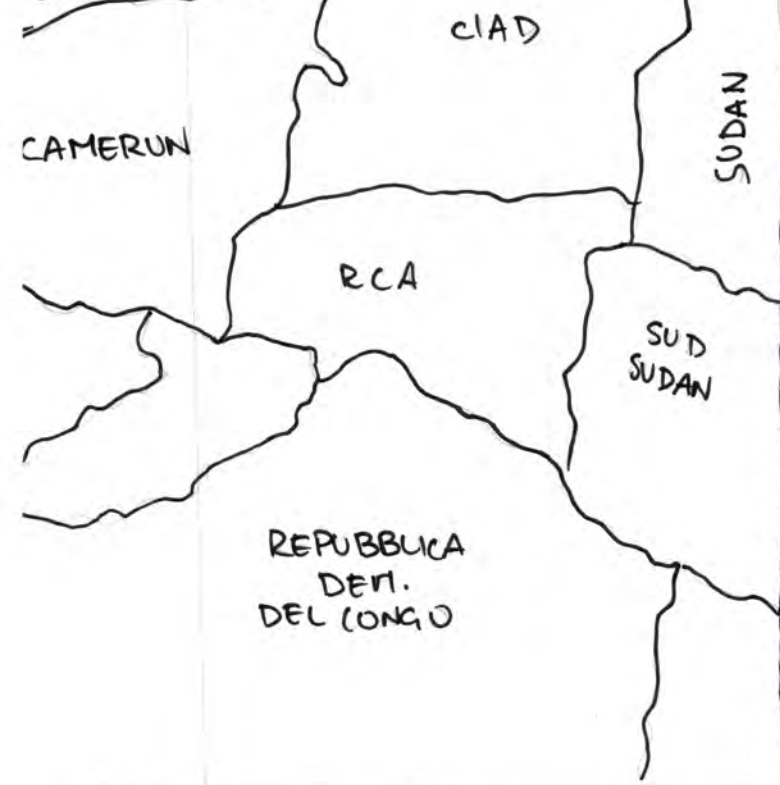 CIAD
SUDAN
CAMERUN
RCA
SUD
SUDAN
REPUBBLICA
DEM.
DEL CONGO